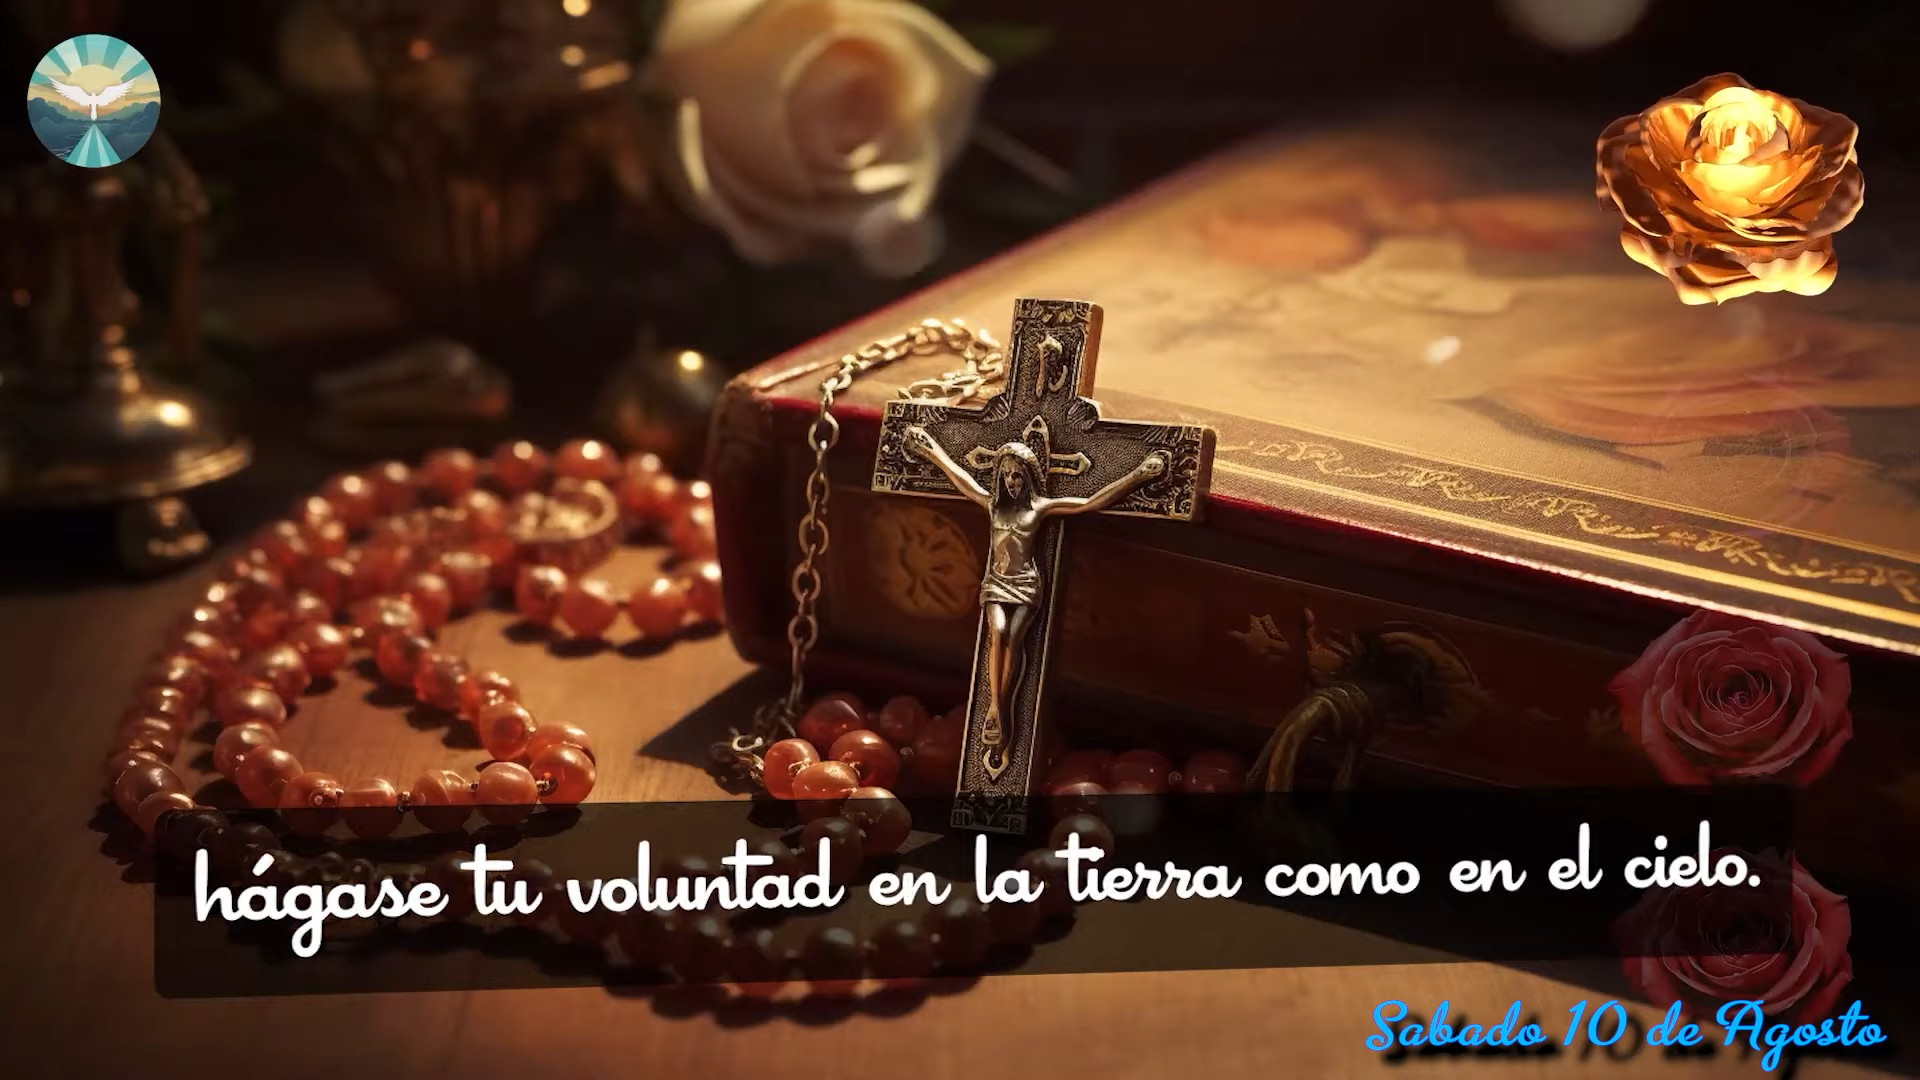 hágase tu voluntad en la tierra como en el cielo.
Sabado 10 de Agosto